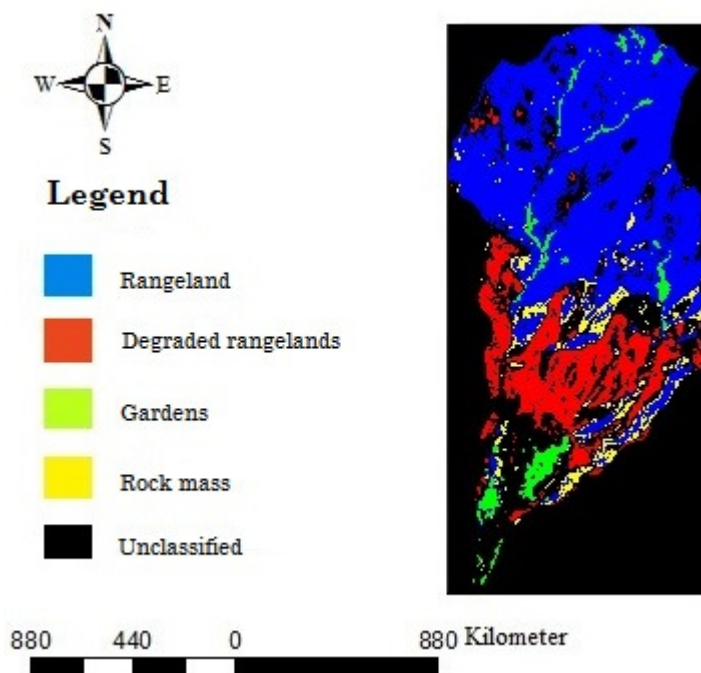 N
W E
S
Legend
Rangeland
Degraded rangelands
Gardens
Rock mass
Unclassified
880 440 0 880 Kilometer